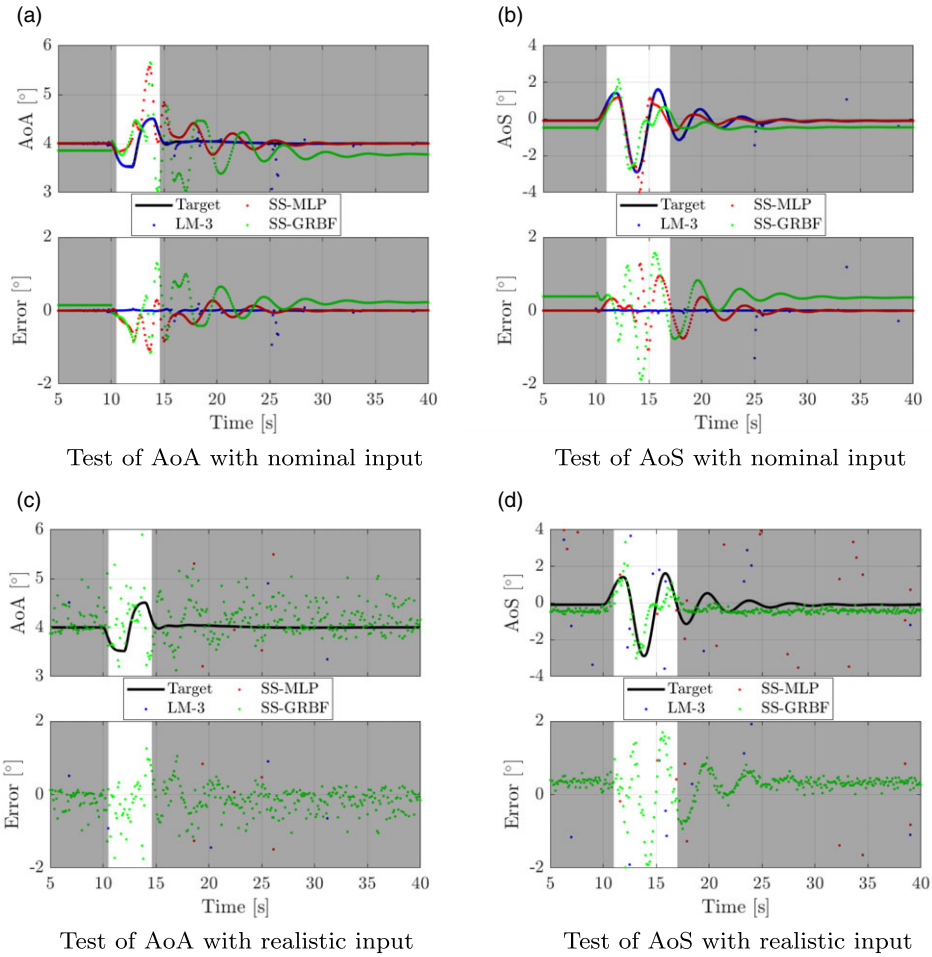 (a)
(b)
6
5
4
3
AoA [°]
4
2
0
-2
-4
AoS [°]
Target
SS-MLP
LM-3
SS-GRBF
Target
SS-MLP
LM-3
SS-GRBF
2
0
-2
Error [°]
5 10 15 20 25 30 35 40
Time [s]
2
0
-2
Error [°]
5 10 15 20 25 30 35 40
Time [s]
Test of AoA with nominal input
Test of AoS with nominal input
(c)
(d)
6
5
4
3
AoA [°]
4
2
0
-2
-4
AoS [°]
Target
SS-MLP
LM-3
SS-GRBF
Target
SS-MLP
LM-3
SS-GRBF
2
0
-2
Error [°]
5 10 15 20 25 30 35 40
Time [s]
2
0
-2
Error [°]
5 10 15 20 25 30 35 40
Time [s]
Test of AoA with realistic input
Test of AoS with realistic input